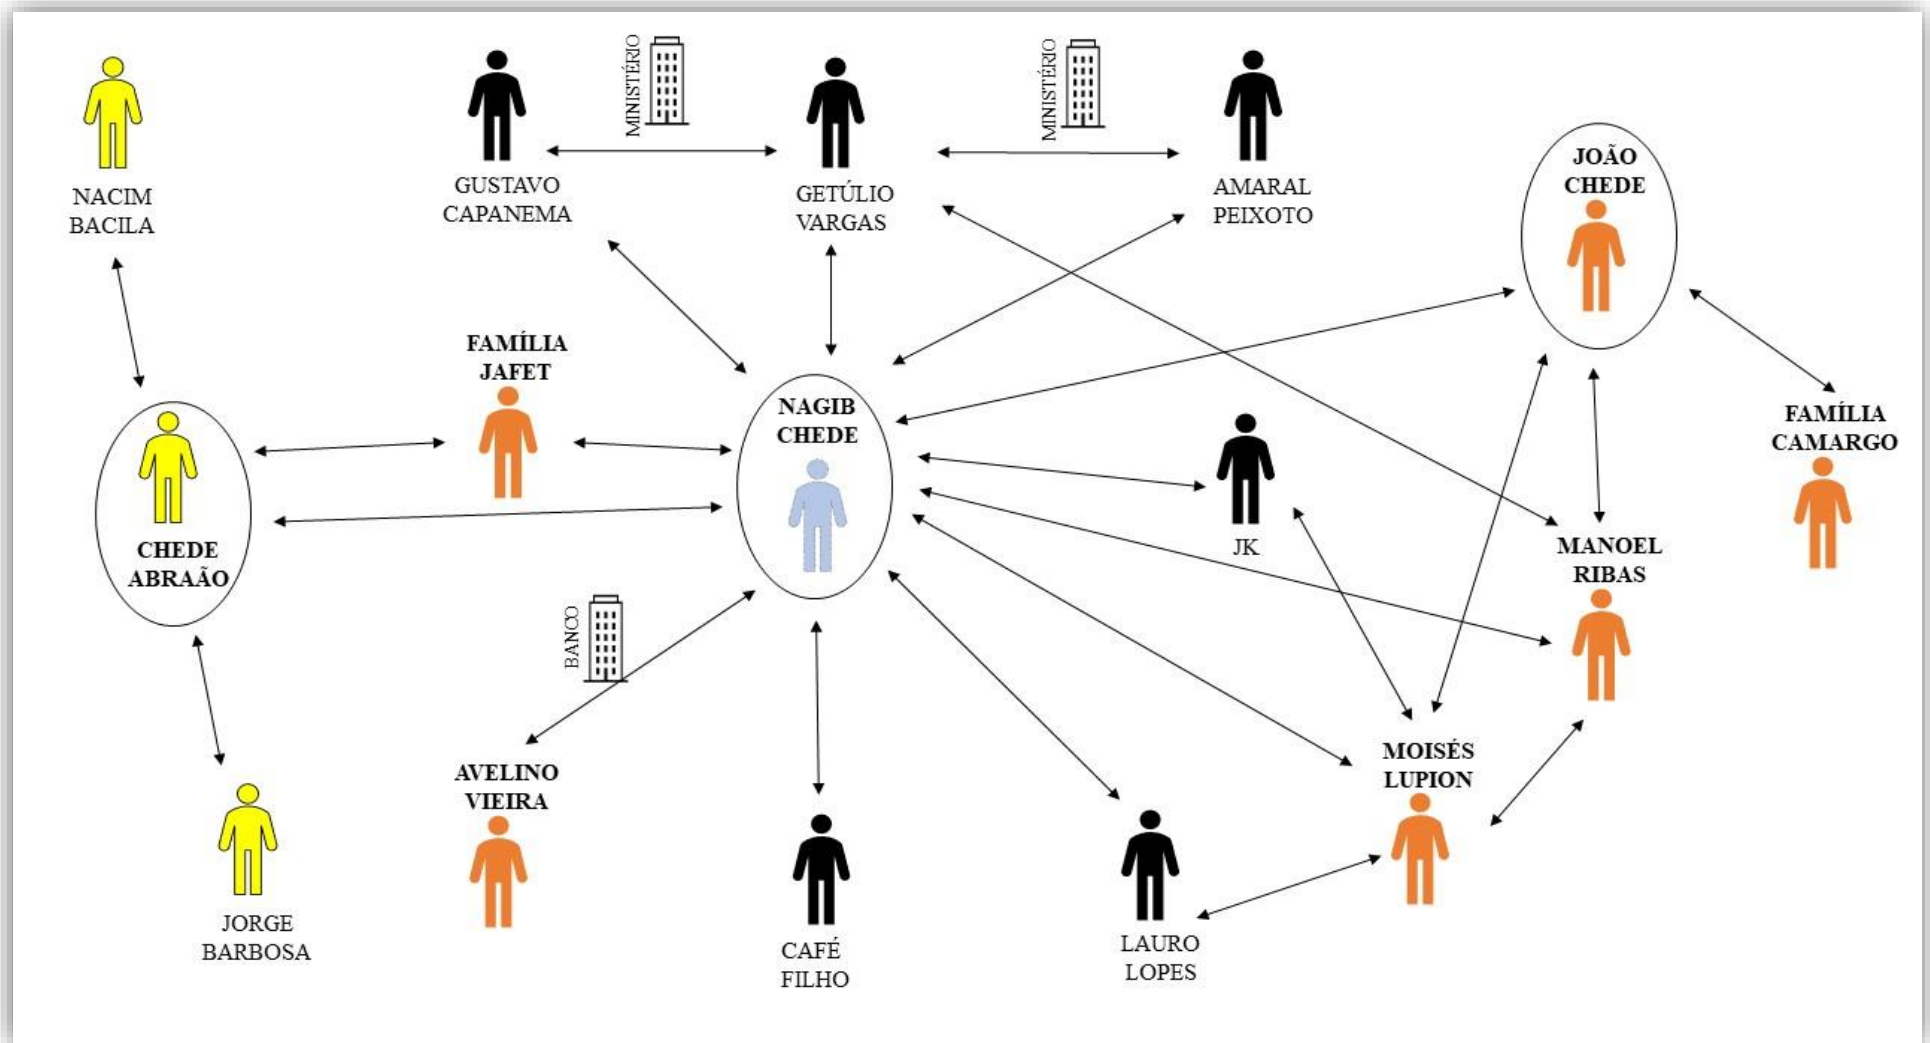 MINISTÉRIO
MINISTÉRIO
NACIM
BACILA
GUSTAVO
CAPANEMA
GETÚLIO
VARGAS
AMARAL
PEIXOTO
JOÃO
CHEDE
FAMÍLIA
JAFET
NAGIB
CHEDE
FAMÍLIA
CAMARGO
CHEDE
ABRAÃO
JK
MANOEL
RIBAS
BANCO
AVELINO
VIEIRA
MOISÉS
LUPION
JORGE
BARBOSA
CAFÉ
FILHO
LAURO
LOPES